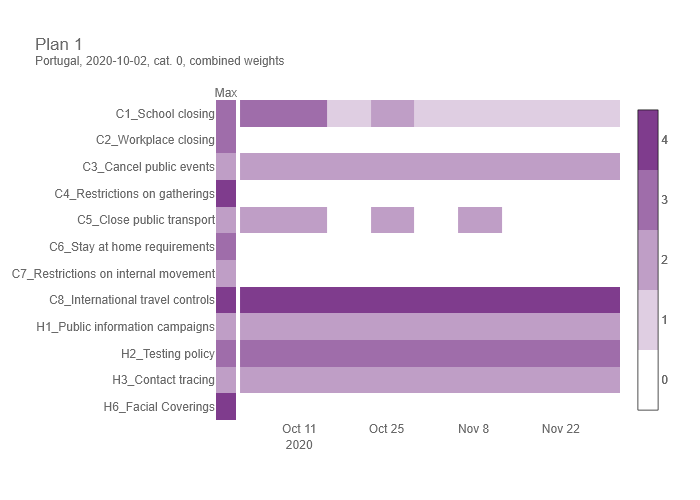 Plan 1
Portugal, 2020-10-02, cat. 0, combined weights
Max
C1_School closing
C2_Workplace closing
C3_Cancel public events
C4_Restrictions on gatherings
C5_Close public transport
C6_Stay at home requirements
C7_Restrictions on internal movement
C8_International travel controls
H1_Public information campaigns
H2_Testing policy
H3_Contact tracing
H6_Facial Coverings
4
3
2
1
0
Oct 11 Oct 25 Nov 8 Nov 22
2020